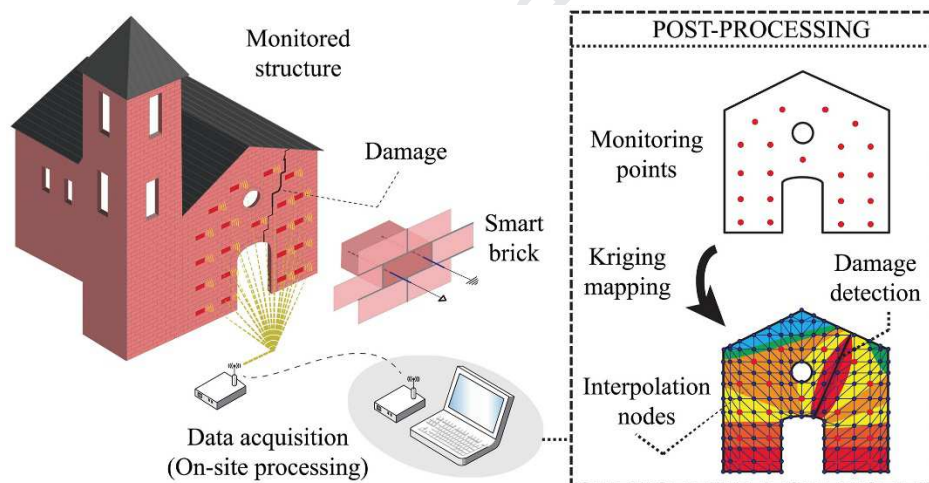 Monitored
structure
Damage
Smart
brick
Data acquisition
(On-site processing)
POST-PROCESSING
Monitoring
points
Kriging
mapping
Damage
detection
Interpolation
nodes